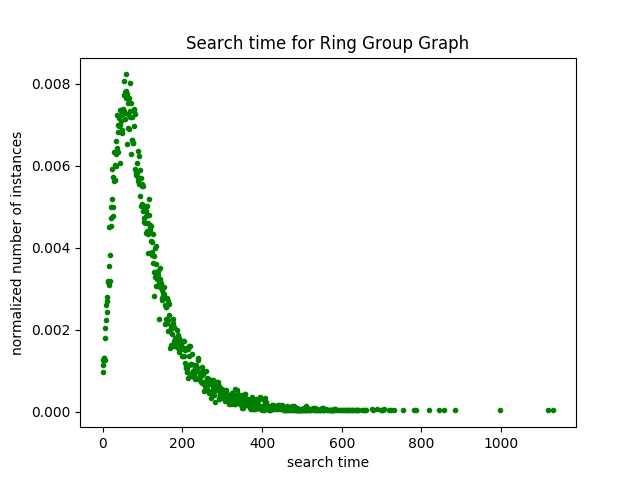 Search time for Ring Group Graph
normalized number of instances
0.008
0.006
0.004
0.002
0.000
0 200 400 600 800 1000
search time